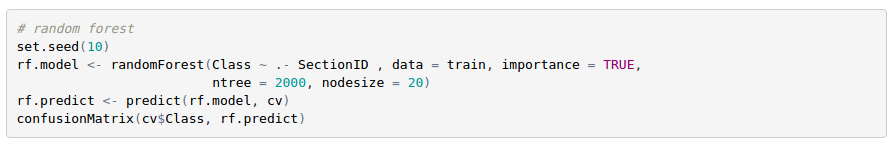 # random forest
set.seed(10)
rf.model <- randomForest(Class ~ .- SectionID , data = train, importance = TRUE,
                         ntree = 2000, nodesize = 20)
rf.predict <- predict(rf.model, cv)
confusionMatrix(cv$Class, rf.predict)